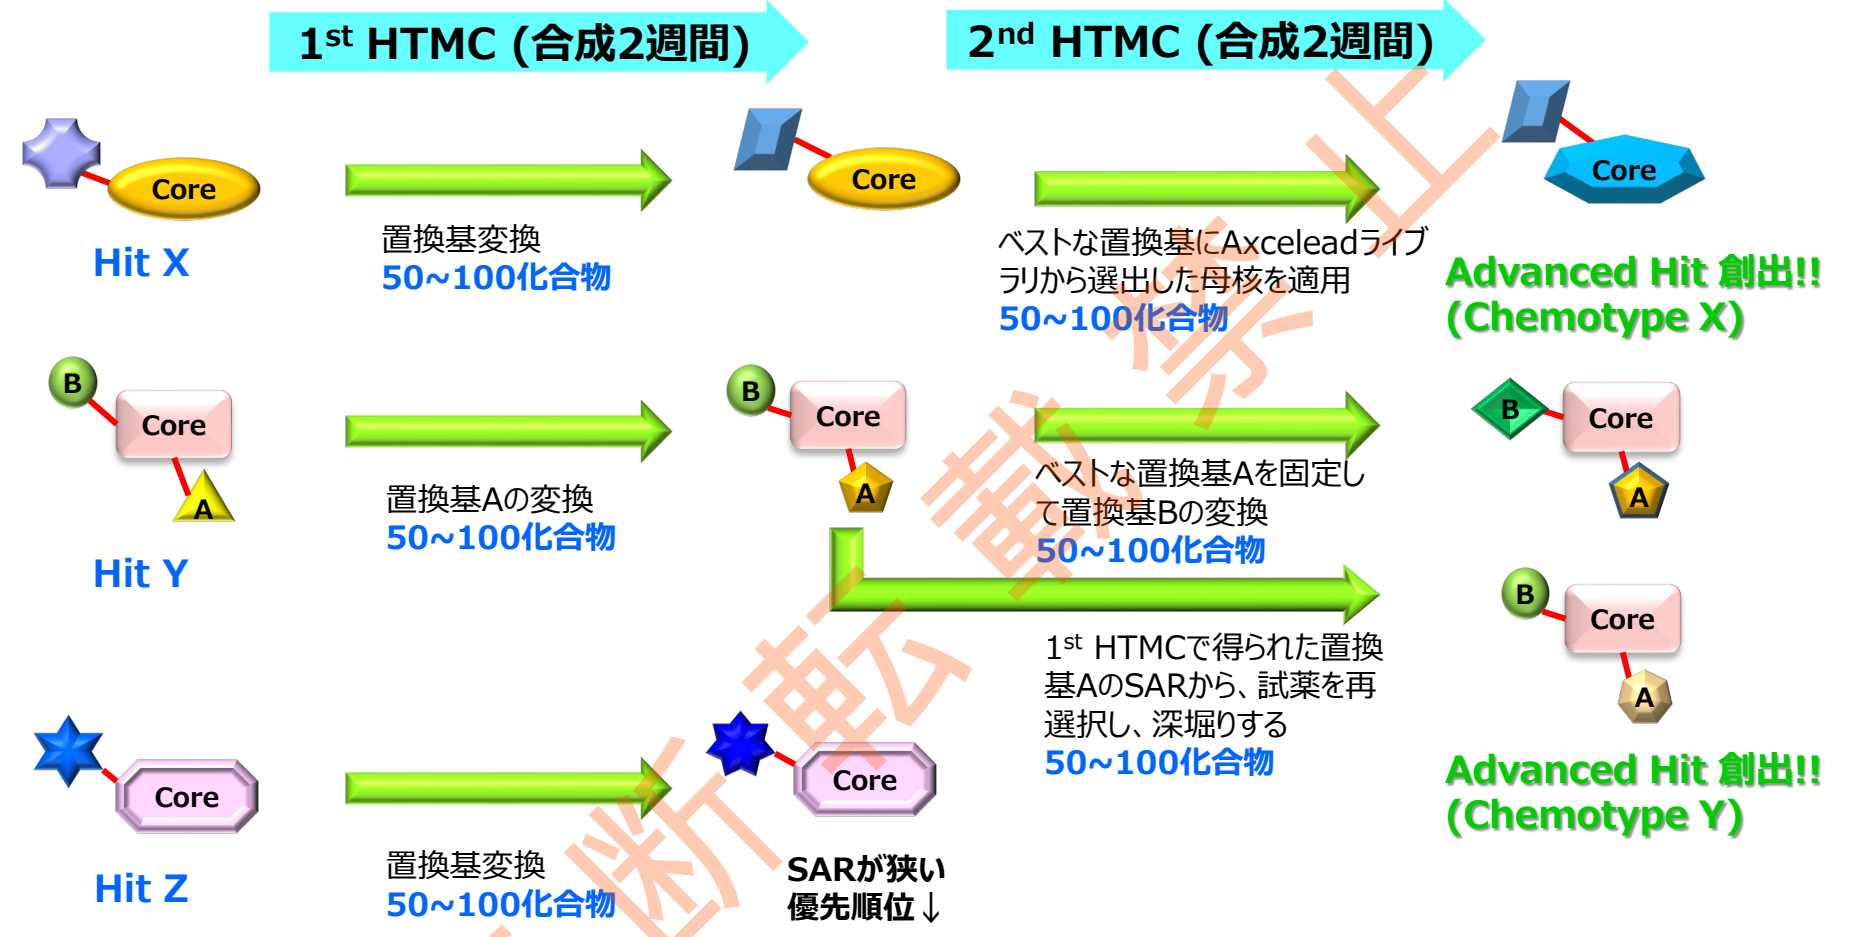 1st HTMC (合成2週間)
2nd HTMC (合成2週間)
Core
Hit X
置換基変換
50~100化合物
Core
ベストな置換基にAxceleadライブ
ラリから選出した母核を適用
50~100化合物
Core
Advanced Hit 創出!!
(Chemotype X)
B
Core
A
Hit Y
置換基Aの変換
50~100化合物
B
Core
A
ベストな置換基Aを固定し
て置換基Bの変換
50~100化合物
B
Core
A
1st HTMCで得られた置換
基AのSARから、試薬を再
選択し、深堀りする
50~100化合物
B
Core
A
Advanced Hit 創出!!
(Chemotype Y)
Core
Hit Z
置換基変換
50~100化合物
Core
SARが狭い
優先順位↓
断転載禁止